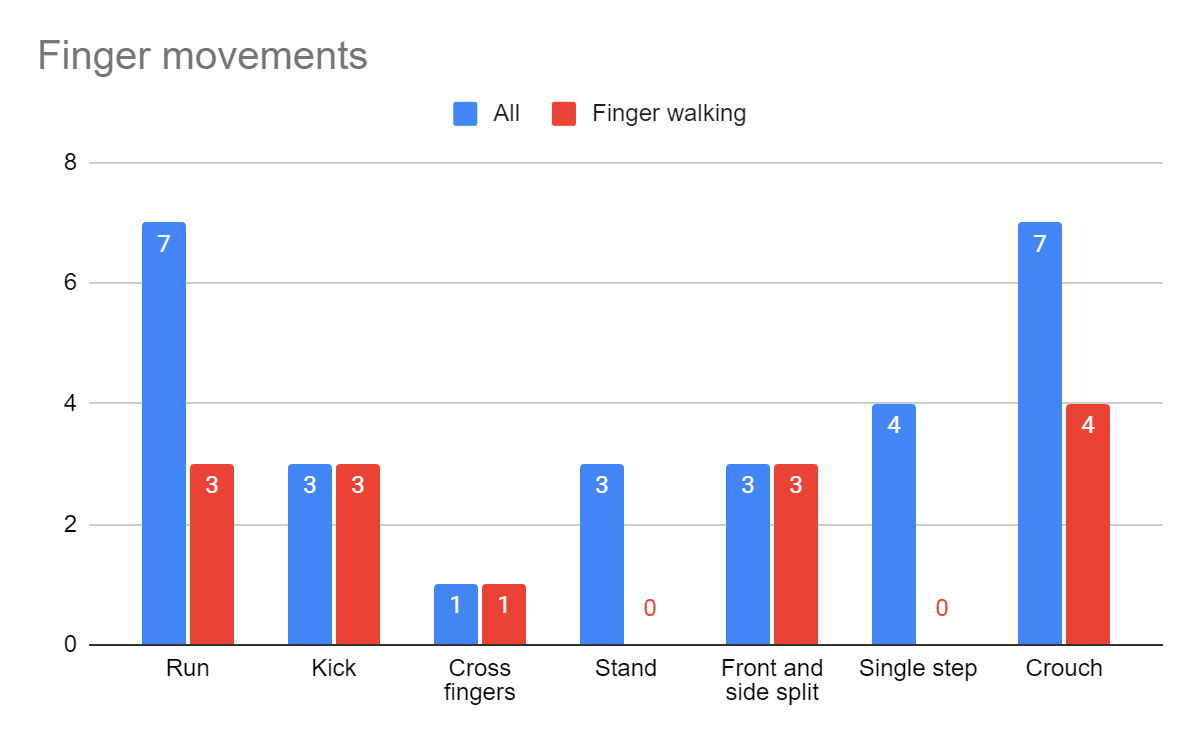 Finger movements
All Finger walking
8
6
4
2
0
7 3 3 3 1 1 3 0 3 3 4 0 7 4
Run Kick Cross fingers Stand Front and side split Single step Crouch